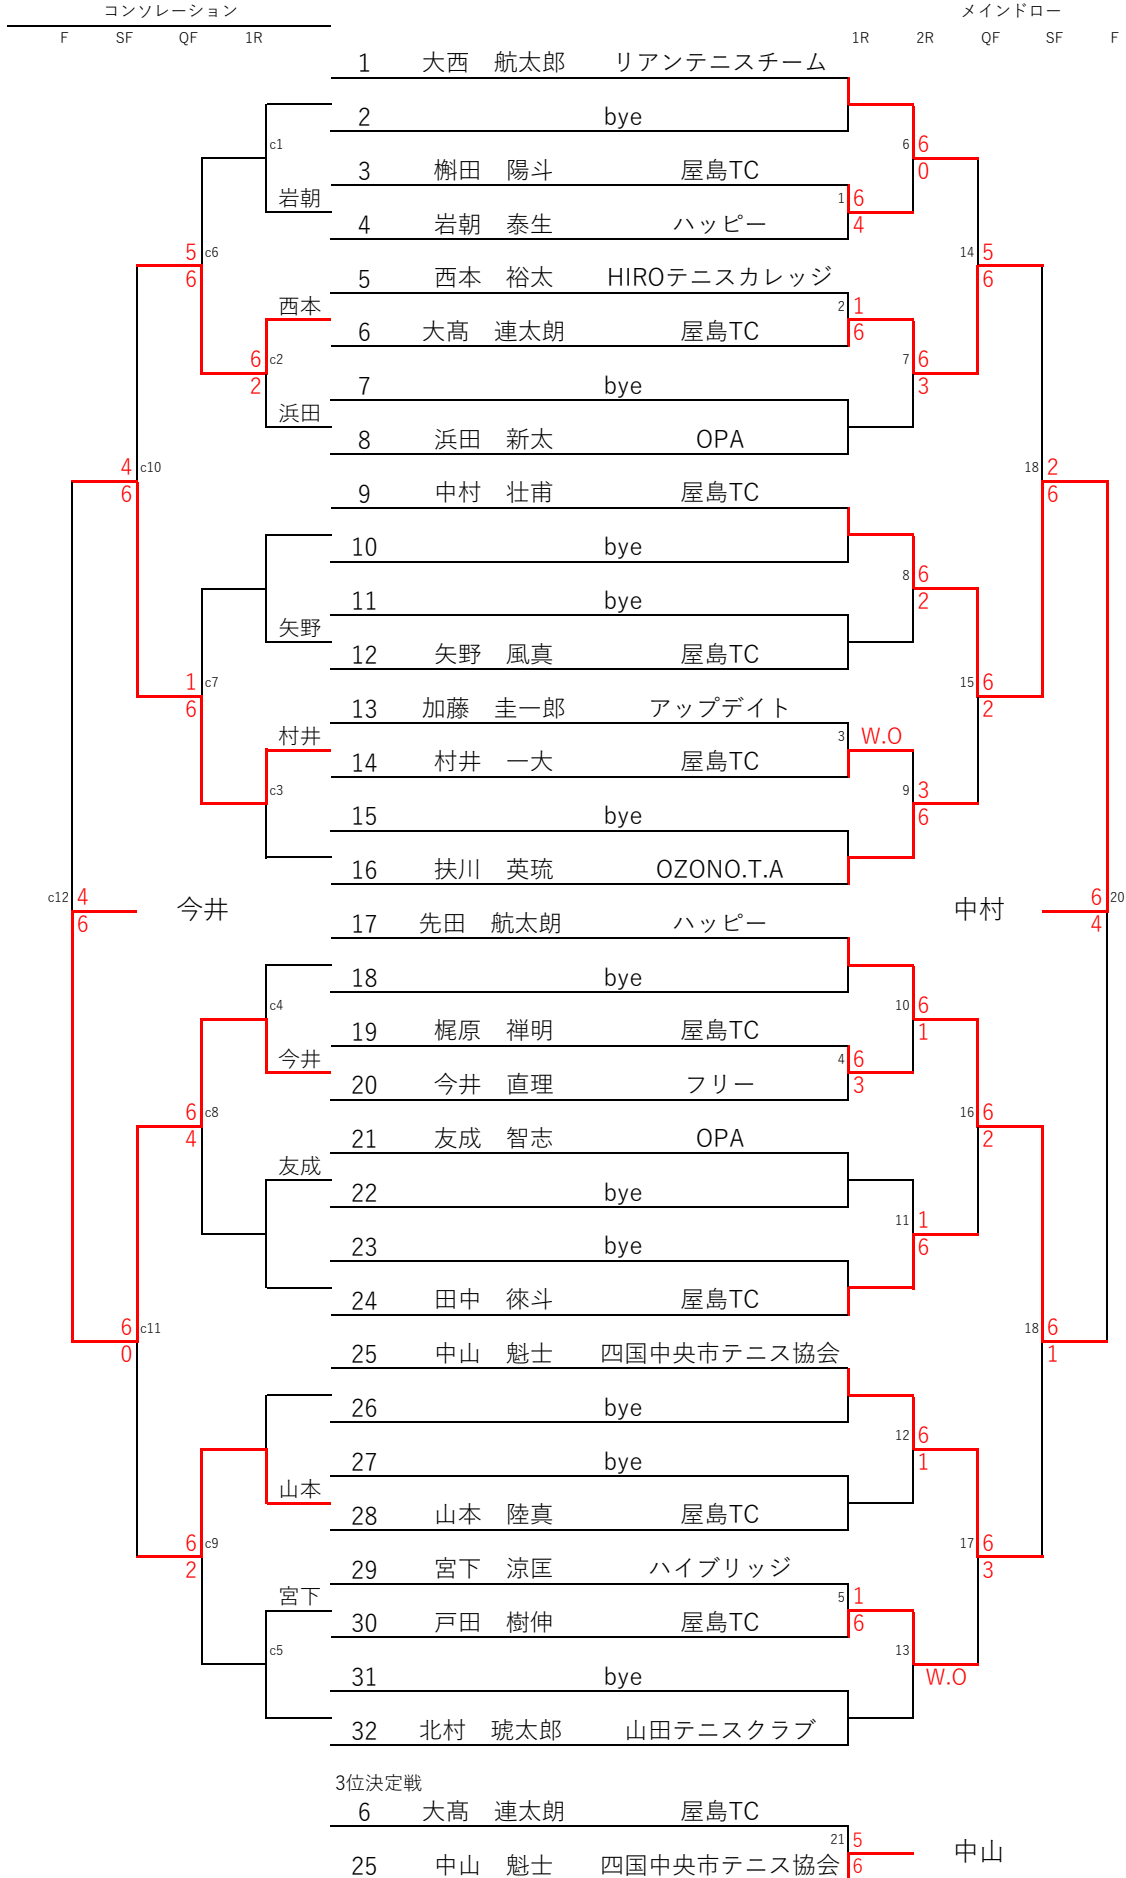 コンソレーション メインドロー
F SF QF 1R 1R 2R QF SF F
1 大西 航太郎 リアンテニスチーム
2 bye
c1 6 6
0
3 槲田 陽斗 屋島TC
岩朝 1 6
4 岩朝 泰生 ハッピー 4
5 c6 14 5
6 5 西本 裕太 HIROテニスカレッジ 6
西本 2 1
6 大髙 連太朗 屋島TC 6
6 c2 7 6
2 7 bye 3
浜田
8 浜田 新太 OPA
4 c10 18 2
6 9 中村 壮甫 屋島TC 6
10 bye
8 6
11 bye 2
矢野
12 矢野 風真 屋島TC
1 c7 15 6
6 13 加藤 圭一郎 アップデイト 2
村井 3 W.O
14 村井 一大 屋島TC
c3 9 3
15 bye 6
16 扶川 英琉 OZONO.T.A
c12 4 今井 中村 6 20
6 17 先田 航太朗 ハッピー 4
18 bye
c4 10 6
19 梶原 禅明 屋島TC 1
今井 4 6
20 今井 直理 フリー 3
6 c8 16 6
4 21 友成 智志 OPA 2
友成
22 bye
11 1
23 bye 6
24 田中 徠斗 屋島TC
6 c11 18 6
0 25 中山 魁士 四国中央市テニス協会 1
26 bye
12 6
27 bye 1
山本
28 山本 陸真 屋島TC
6 c9 17 6
2 29 宮下 涼匡 ハイブリッジ 3
宮下 5 1
30 戸田 樹伸 屋島TC 6
c5 13
31 bye W.O
32 北村 琥太郎 山田テニスクラブ
3位決定戦
6 大髙 連太朗 屋島TC
21 5 中山
25 中山 魁士 四国中央市テニス協会 6